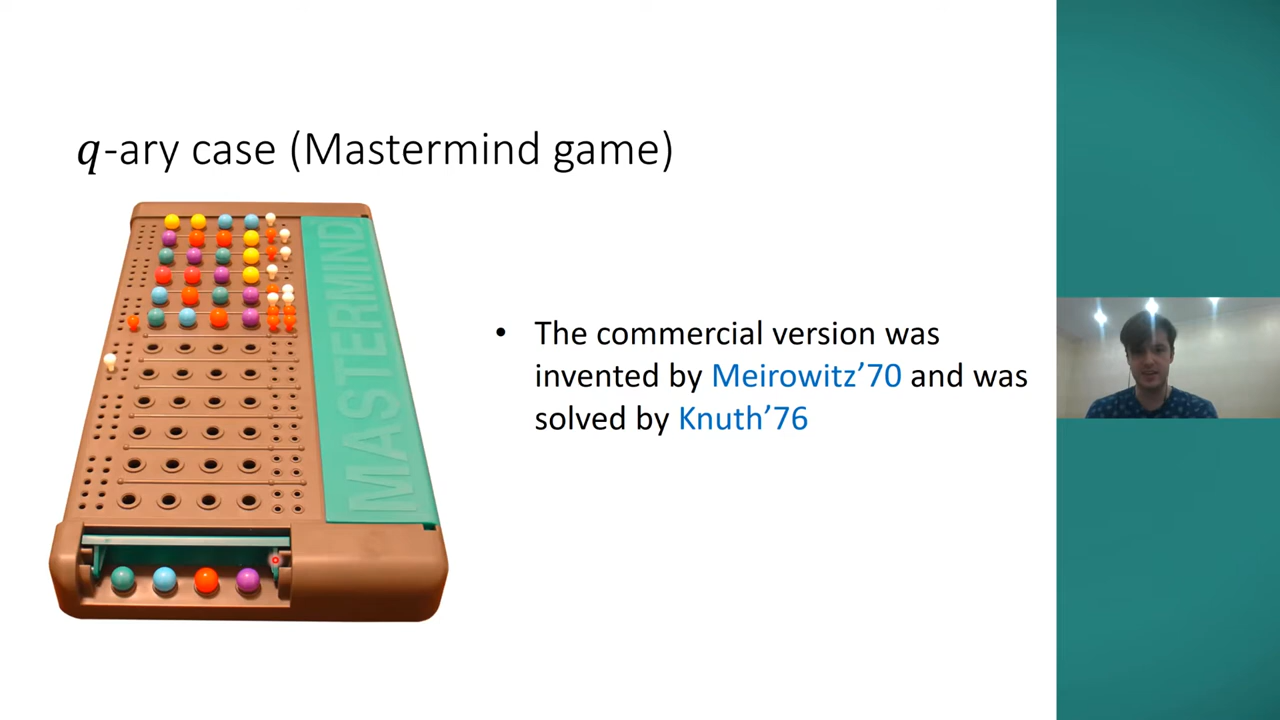 q-ary case (Mastermind game)
MASTERMIND
• The commercial version was
invented by Meirowitz’70 and was
solved by Knuth’76